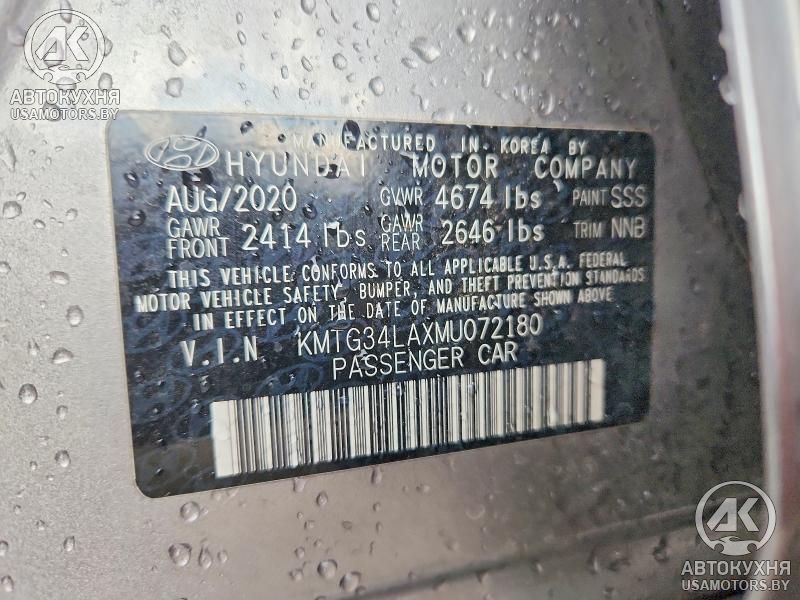 АК
АВТОКУХНЯ
USAMOTORS.BY
MANUFACTURED IN KOREA BY
HYUNDAI MOTOR COMPANY
AUG/2020 GVWR 4674 lbs PAINT SSS
GAWR FRONT 2414 lbs GAWR REAR 2646 lbs TRIM NNB
THIS VEHICLE CONFORMS TO ALL APPLICABLE U.S.A. FEDERAL
MOTOR VEHICLE SAFETY, BUMPER, AND THEFT PREVENTION STANDARDS
IN EFFECT ON THE DATE OF MANUFACTURE SHOWN ABOVE
V.I.N KMTG34LAXMU072180
PASSENGER CAR
АК
АВТОКУХНЯ
USAMOTORS.BY